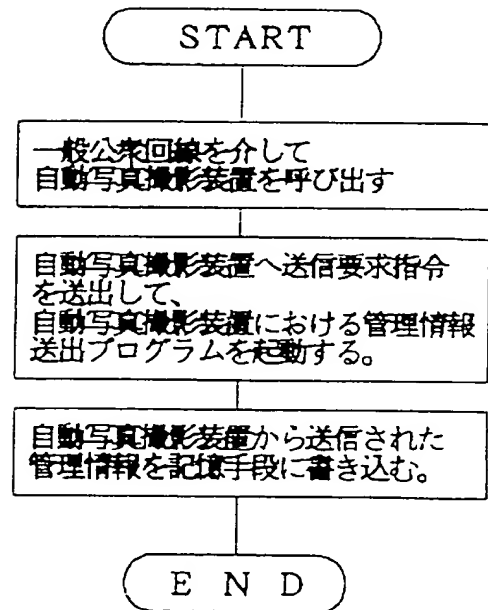 START
一般公衆回線を介して
自動写真撮影装置を呼び出す
自動写真撮影装置へ送信要求指令
を送出して、
自動写真撮影装置における管理情報
送出プログラムを起動する。
自動写真撮影装置から送信された
管理情報を記憶手段に書き込む。
END